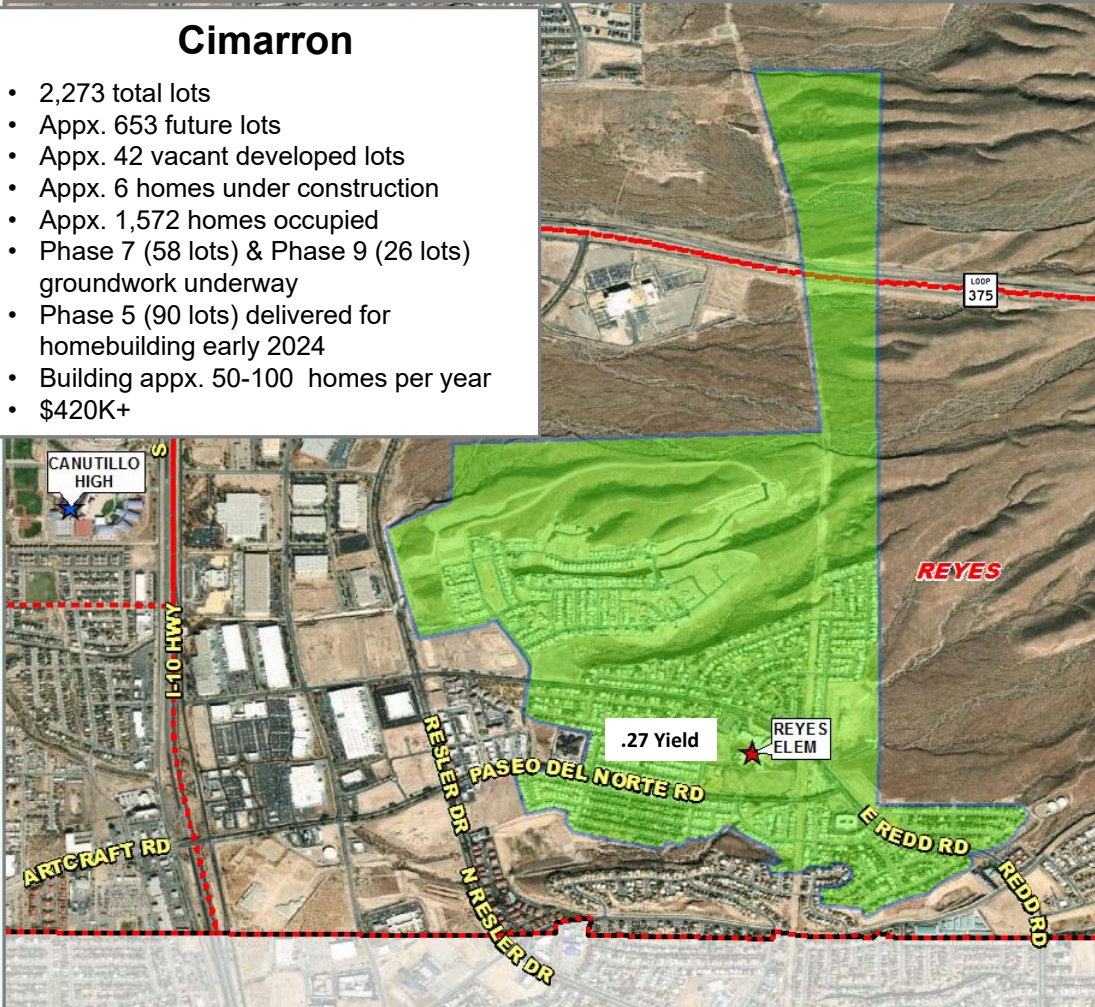 Cimarron
• 2,273 total lots
• Appx. 653 future lots
• Appx. 42 vacant developed lots
• Appx. 6 homes under construction
• Appx. 1,572 homes occupied
• Phase 7 (58 lots) & Phase 9 (26 lots)
groundwork underway
• Phase 5 (90 lots) delivered for
homebuilding early 2024
• Building appx. 50-100 homes per year
• $420K+
LOOP
375
S
CANUTILLO
HIGH
REYES
I-10 HWY
.27 Yield
REYES
ELEM
RESLER DR
PASEO DEL NORTE RD
E REDD RD
ARTCRAFT RD
N RESLER DR
REDD RD